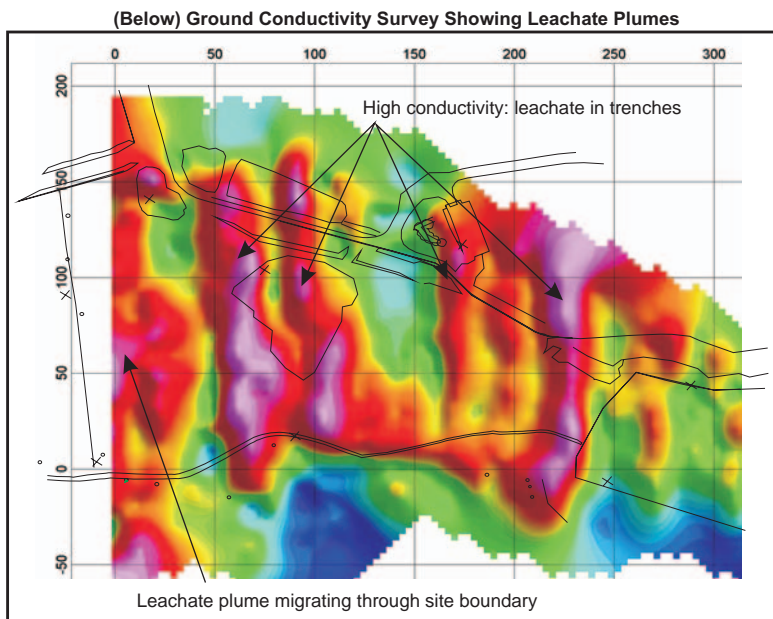 (Below) Ground Conductivity Survey Showing Leachate Plumes
0 50 100 150 200 250 300
High conductivity: leachate in trenches
200
150
100
50
0
-50
Leachate plume migrating through site boundary